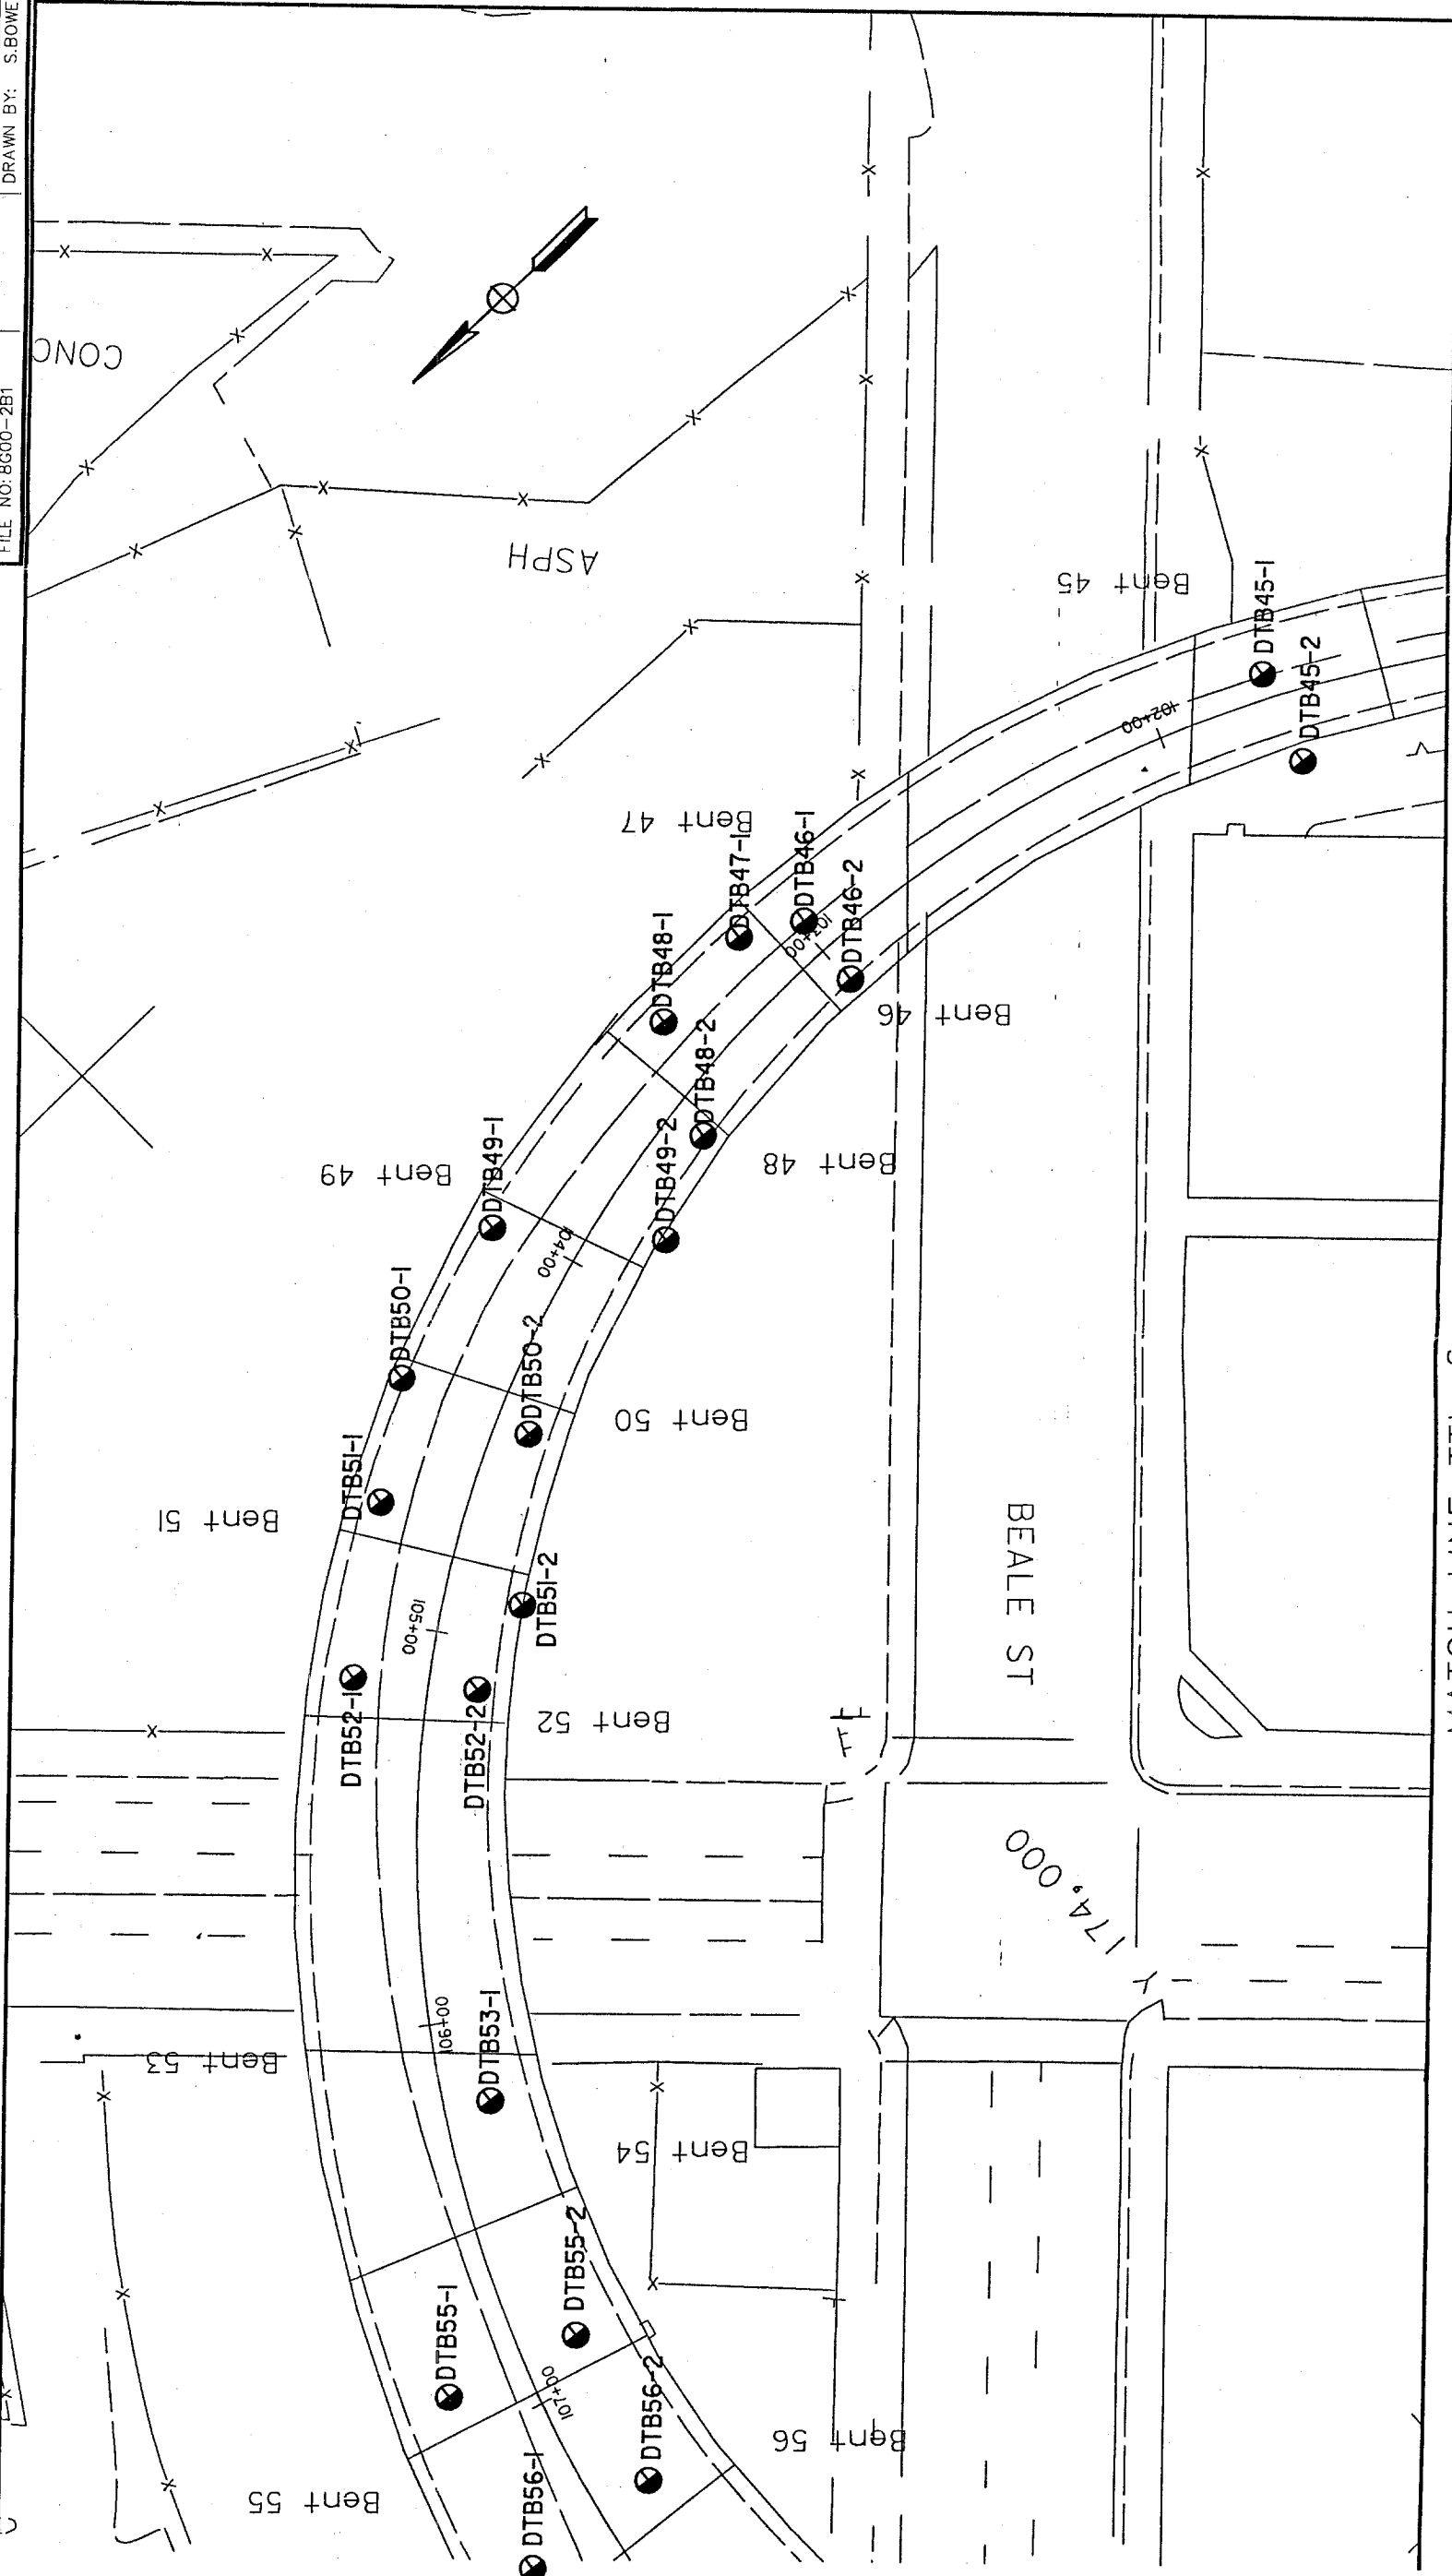 FILE NO: 8G00-2B1
DRAWN BY: S.BOWE
CONC
ASPH
Bent 45
DTB45-1
DTB45-2
102+00
Bent 47
DTB47-1
DTB46-1
DTB46-2
103+00
Bent 46
DTB48-1
DTB48-2
Bent 48
Bent 49
DTB49-1
DTB49-2
104+00
DTB50-1
DTB50-2
Bent 50
Bent 51
DTB51-1
DTB51-2
105+00
BEALE ST
DTB52-1
DTB52-2
Bent 52
174,000
106+00
Bent 53
DTB53-1
Bent 54
DTB55-1
DTB55-2
107+00
DTB56-2
Bent 56
DTB56-1
Bent 55